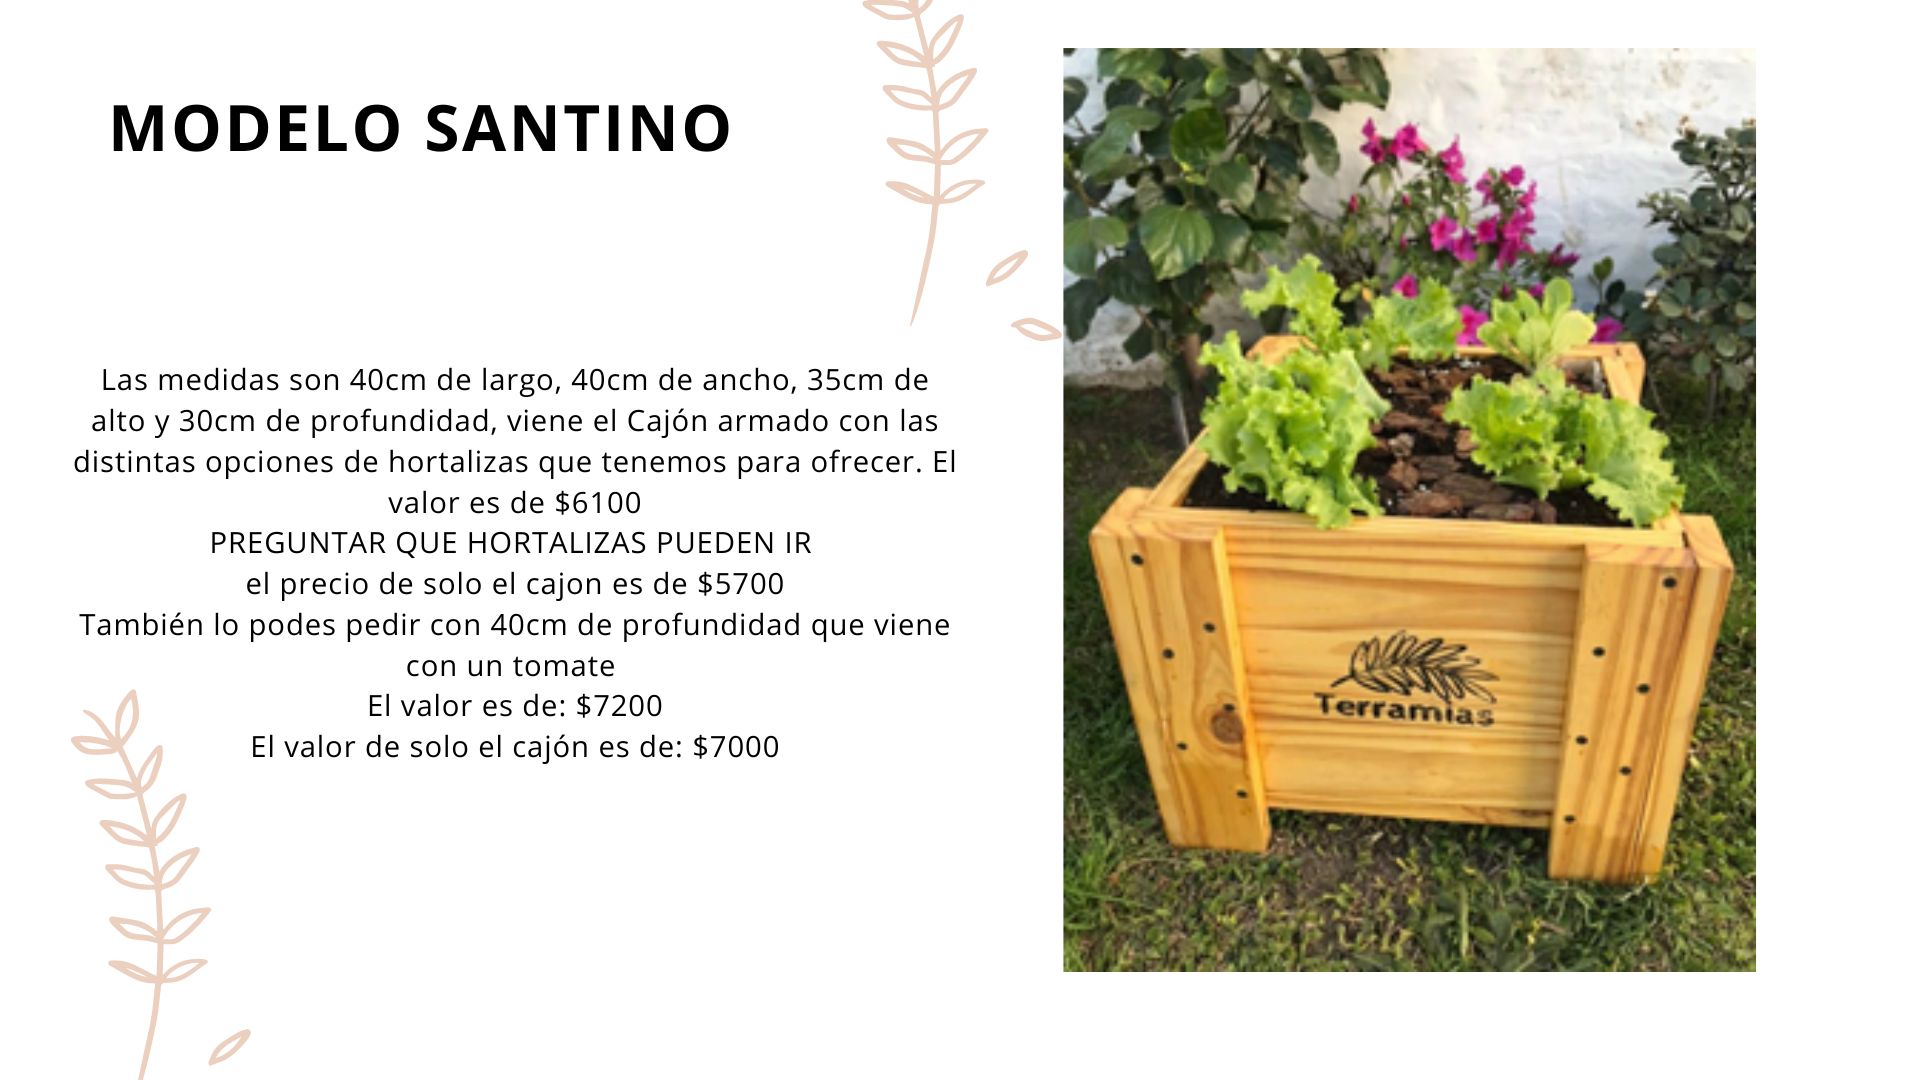 MODELO SANTINO
Las medidas son 40cm de largo, 40cm de ancho, 35cm de
alto y 30cm de profundidad, viene el Cajón armado con las
distintas opciones de hortalizas que tenemos para ofrecer. El
valor es de $6100
PREGUNTAR QUE HORTALIZAS PUEDEN IR
el precio de solo el cajon es de $5700
También lo podes pedir con 40cm de profundidad que viene
con un tomate
El valor es de: $7200
El valor de solo el cajón es de: $7000
Terramias